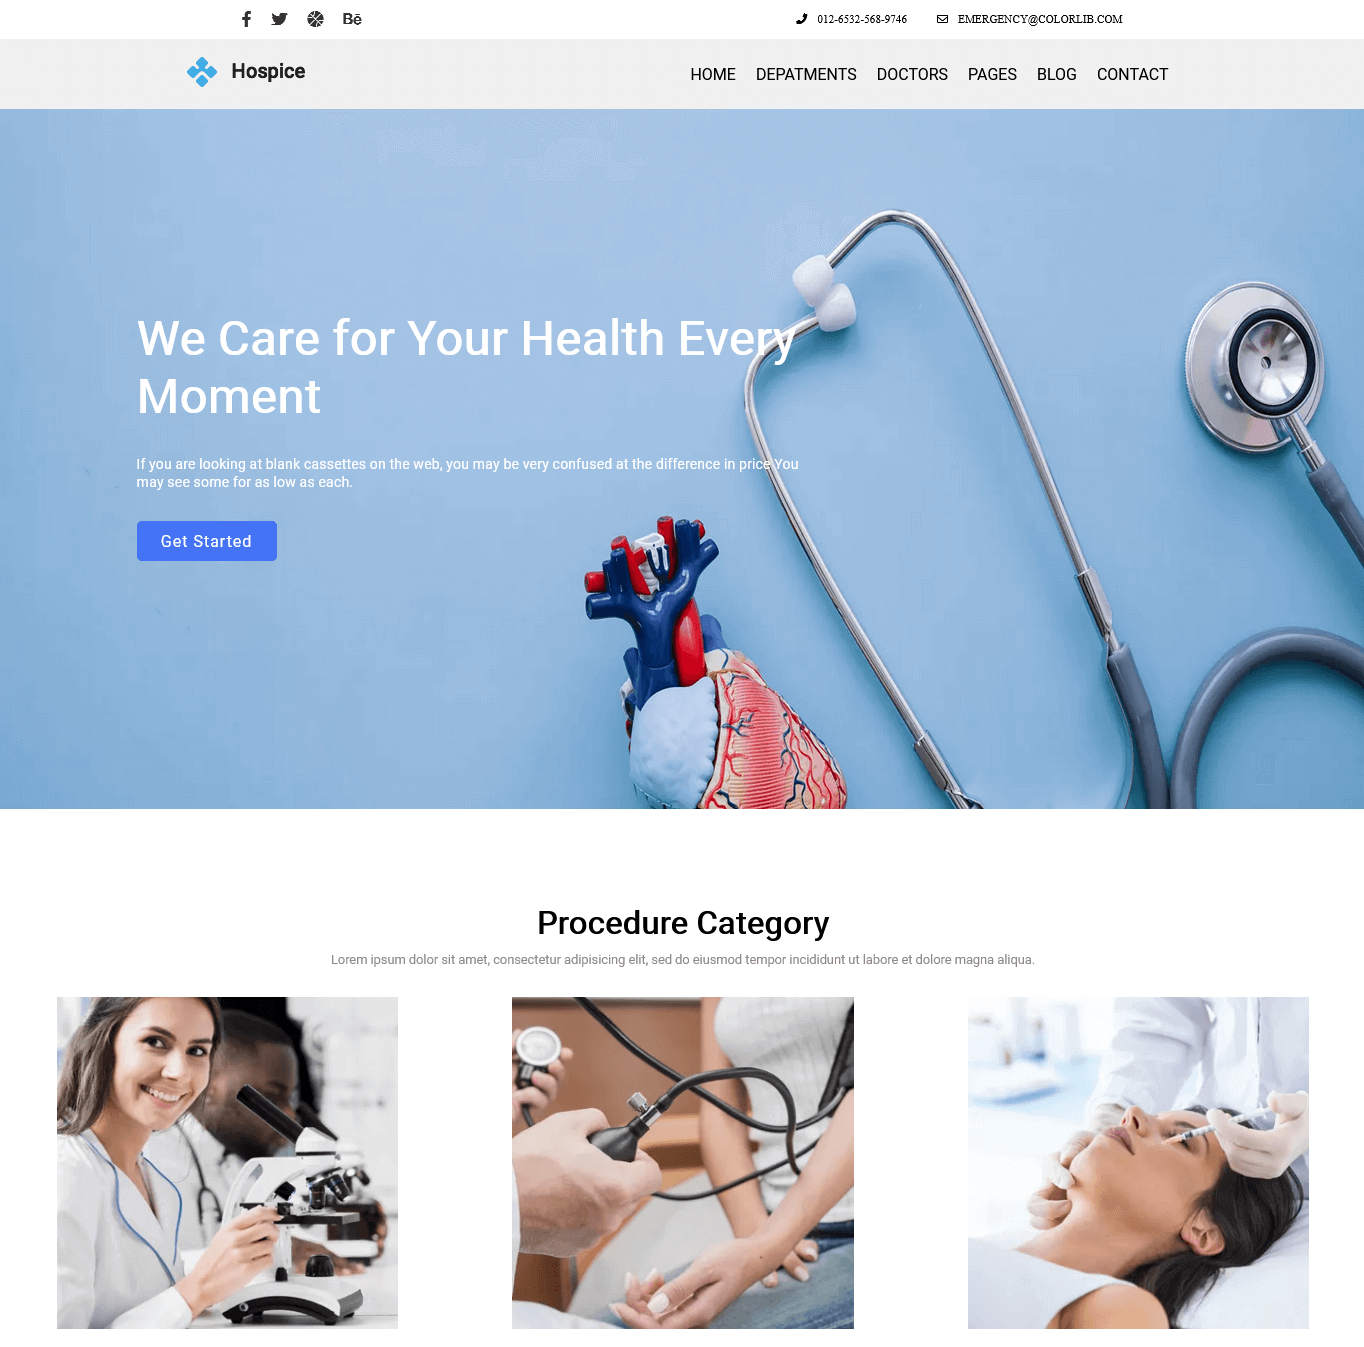 012-6532-568-9746 EMERGENCY@COLORLIB.COM
Hospice HOME DEPATMENTS DOCTORS PAGES BLOG CONTACT
We Care for Your Health Every
Moment
If you are looking at blank cassettes on the web, you may be very confused at the difference in price You
may see some for as low as each.
Get Started
Procedure Category
Lorem ipsum dolor sit amet, consectetur adipisicing elit, sed do eiusmod tempor incididunt ut labore et dolore magna aliqua.